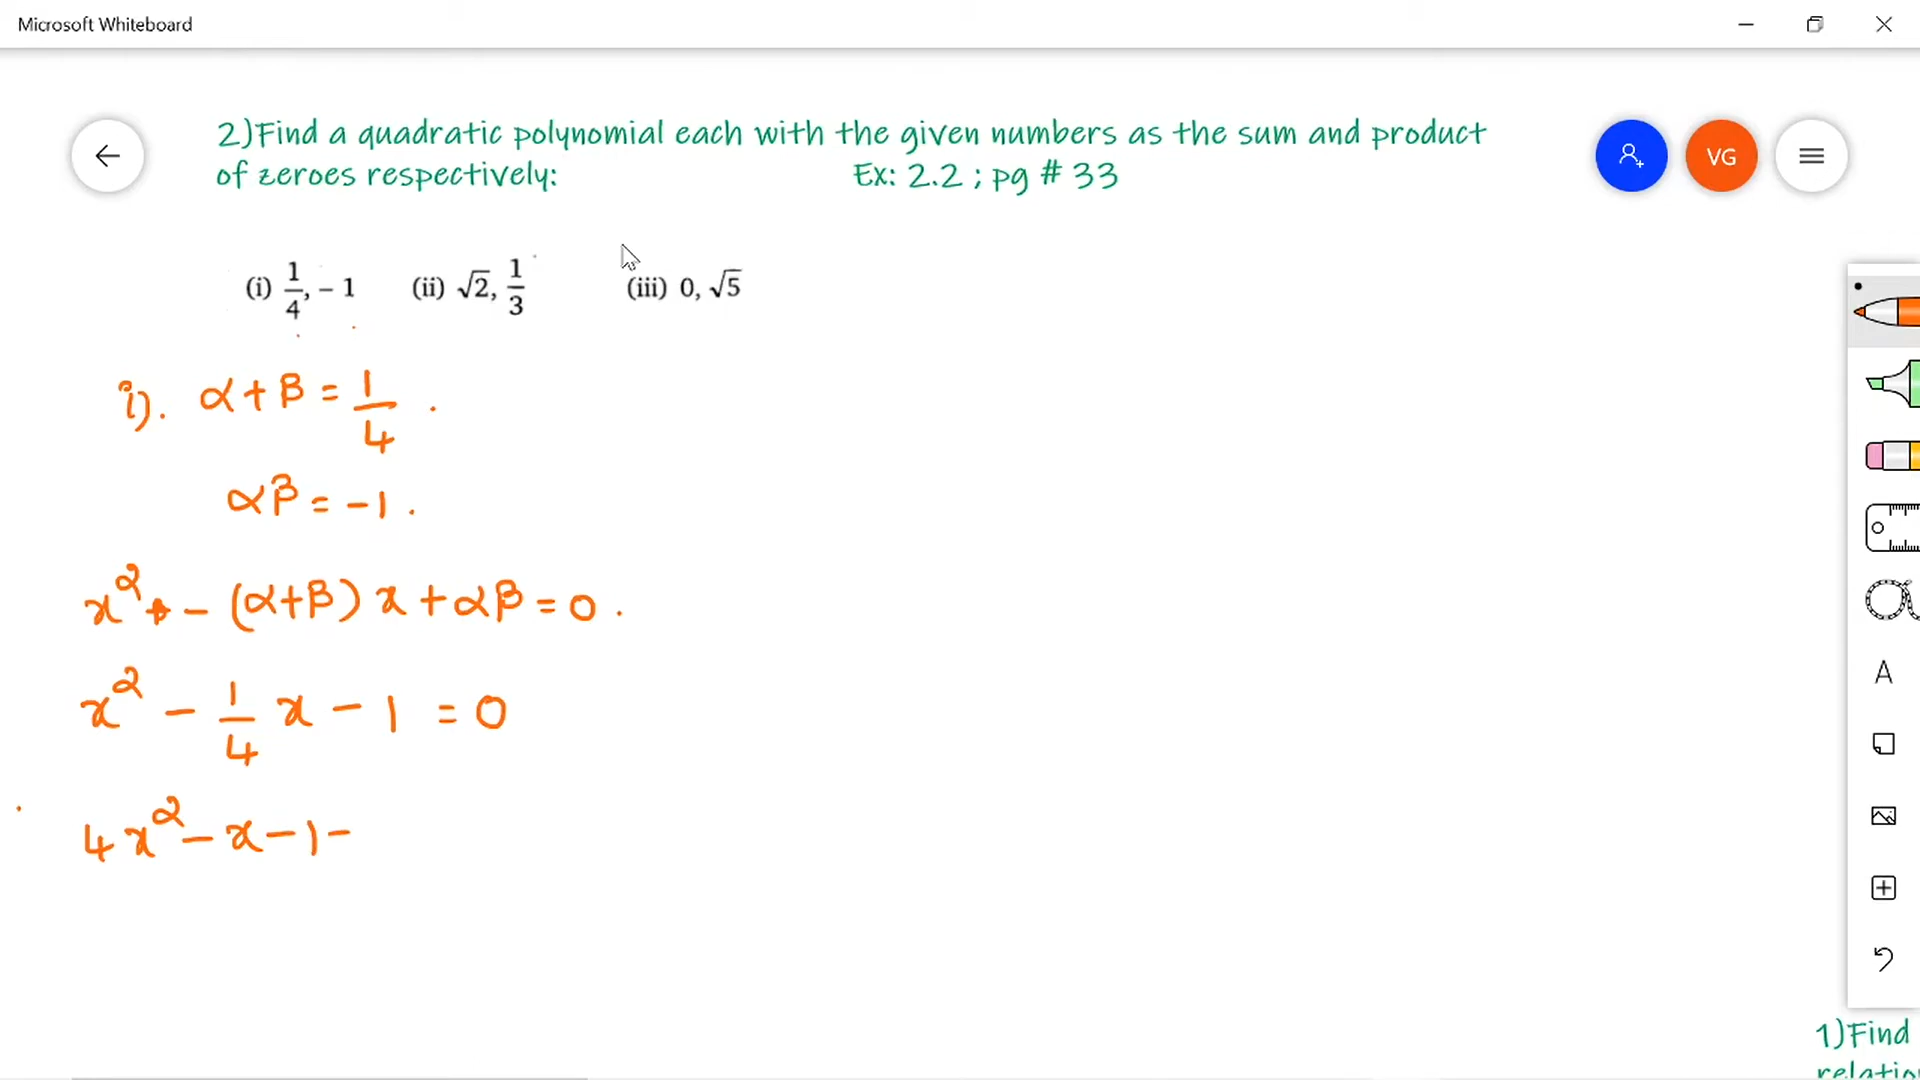 Microsoft Whiteboard
2)Find a quadratic polynomial each with the given numbers as the sum and product
of zeroes respectively: Ex: 2.2 ; pg # 33
VG
(i) 1/4, – 1 (ii) √2, 1/3 (iii) 0, √5
i). α+β = 1/4 .
αβ = -1 .
x² - (α+β) x + αβ = 0 .
x² - 1/4 x - 1 = 0
4x² - x - 1 -
A
1)Find
relatio